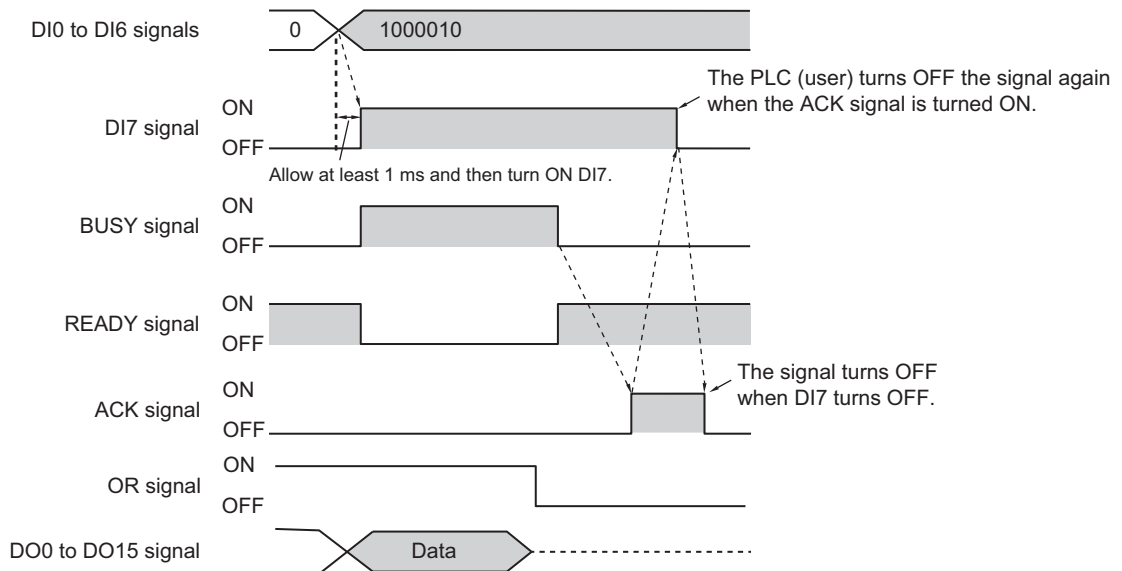 DI0 to DI6 signals
0
1000010
The PLC (user) turns OFF the signal again
when the ACK signal is turned ON.
DI7 signal
ON
OFF
Allow at least 1 ms and then turn ON DI7.
BUSY signal
ON
OFF
READY signal
ON
OFF
The signal turns OFF
when DI7 turns OFF.
ACK signal
ON
OFF
OR signal
ON
OFF
DO0 to DO15 signal
Data